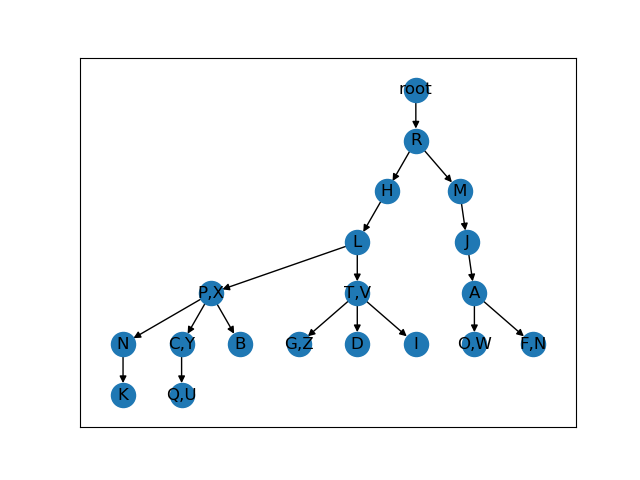 root
R
H M
L J
P,X T,V A
N C,Y B G,Z D I O,W F,N
K Q,U